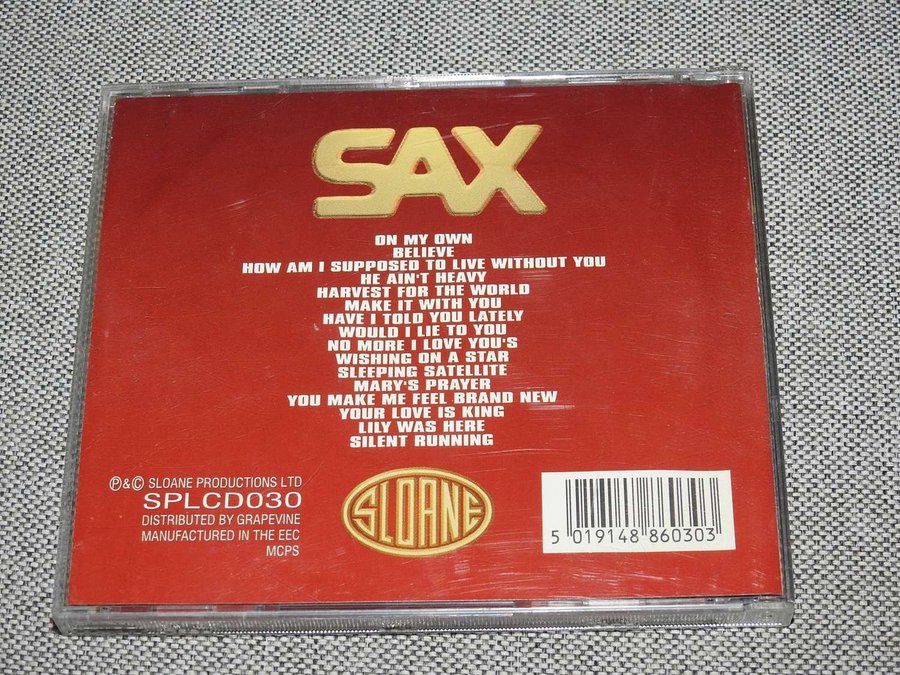 SAX
ON MY OWN
BELIEVE
HOW AM I SUPPOSED TO LIVE WITHOUT YOU
HE AIN'T HEAVY
HARVEST FOR THE WORLD
MAKE IT WITH YOU
HAVE I TOLD YOU LATELY
WOULD I LIE TO YOU
NO MORE I LOVE YOU'S
WISHING ON A STAR
SLEEPING SATELLITE
MARY'S PRAYER
YOU MAKE ME FEEL BRAND NEW
YOUR LOVE IS KING
LILY WAS HERE
SILENT RUNNING
℗&© SLOANE PRODUCTIONS LTD
SPLCD030
DISTRIBUTED BY GRAPEVINE
MANUFACTURED IN THE EEC
MCPS
SLOANE
5 019148 860303